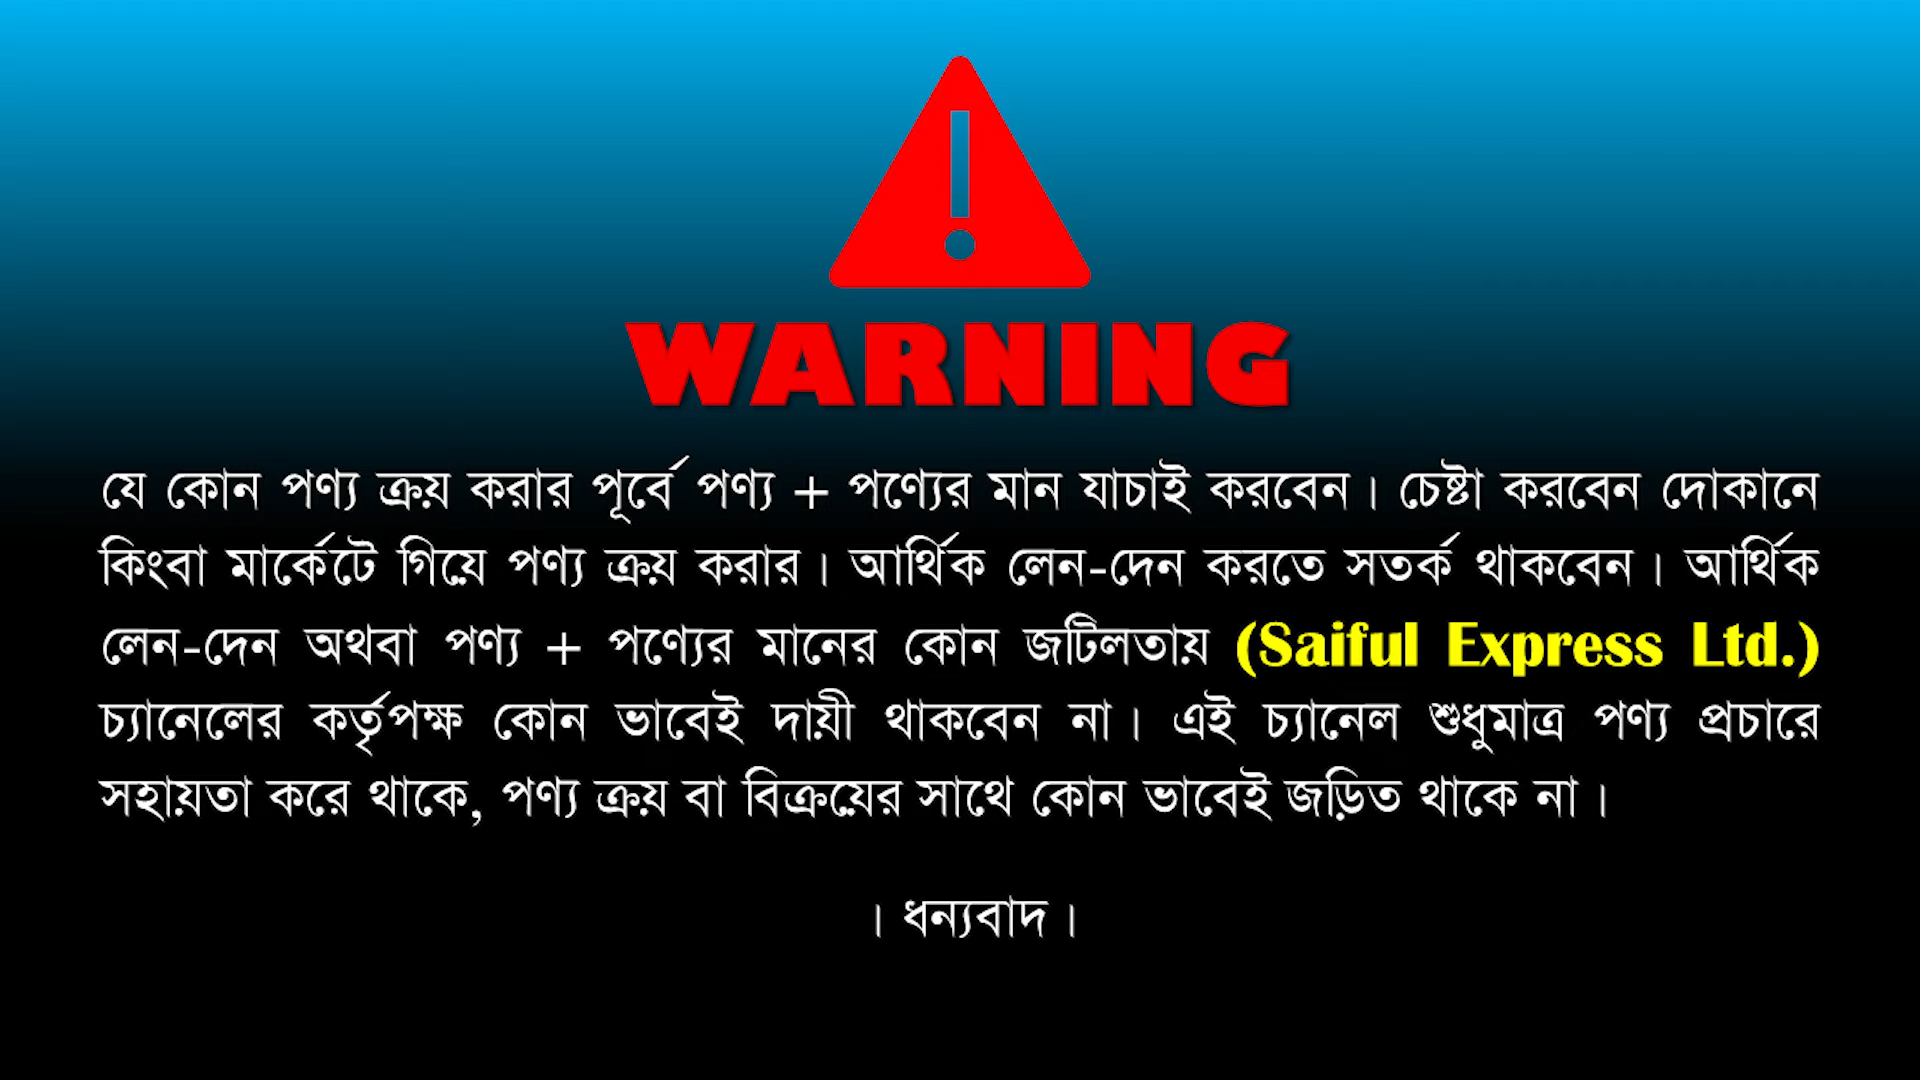 WARNING
যে কোন পণ্য ক্রয় করার পূর্বে পণ্য + পণ্যের মান যাচাই করবেন। চেষ্টা করবেন দোকানে
কিংবা মার্কেটে গিয়ে পণ্য ক্রয় করার। আর্থিক লেন-দেন করতে সতর্ক থাকবেন। আর্থিক
লেন-দেন অথবা পণ্য + পণ্যের মানের কোন জটিলতায় (Saiful Express Ltd.)
চ্যানেলের কর্তৃপক্ষ কোন ভাবেই দায়ী থাকবেন না। এই চ্যানেল শুধুমাত্র পণ্য প্রচারে
সহায়তা করে থাকে, পণ্য ক্রয় বা বিক্রয়ের সাথে কোন ভাবেই জড়িত থাকে না।
। ধন্যবাদ।